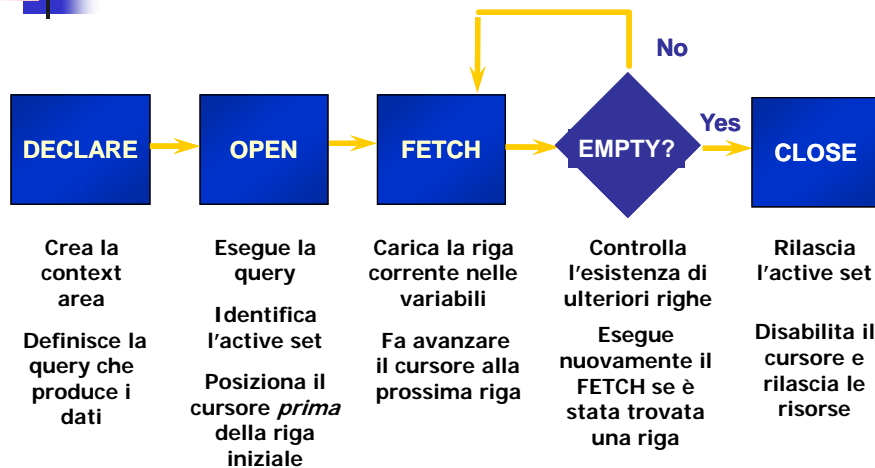 No
DECLARE
OPEN
FETCH
EMPTY?
Yes
CLOSE
Crea la
context
area
Definisce la
query che
produce i
dati
Esegue la
query
Identifica
l'active set
Posiziona il
cursore prima
della riga
iniziale
Carica la riga
corrente nelle
variabili
Fa avanzare
il cursore alla
prossima riga
Controlla
l'esistenza di
ulteriori righe
Esegue
nuovamente il
FETCH se è
stata trovata
una riga
Rilascia
l'active set
Disabilita il
cursore e
rilascia le
risorse